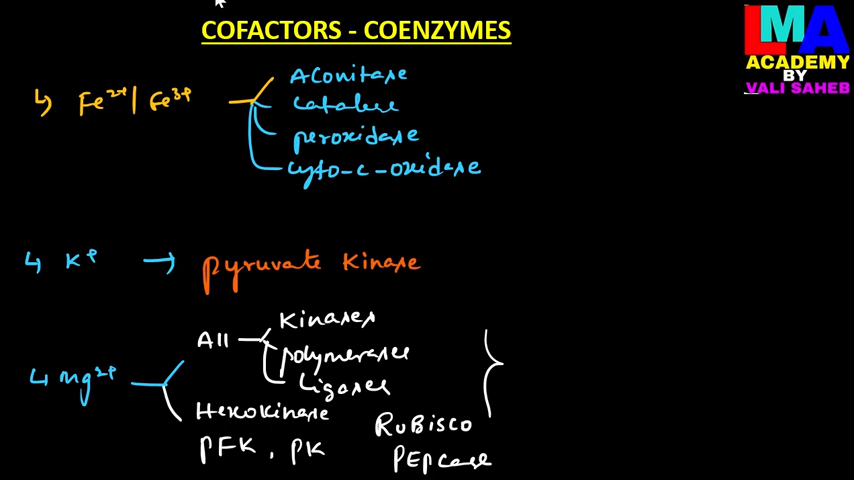 COFACTORS - COENZYMES
LMA
ACADEMY
BY
VALI SAHEB
↳ Fe²⁺ | Fe³⁺
Aconitase
Catalase
peroxidase
Cyto-c-oxidase
↳ K⁺ → pyruvate Kinase
↳ Mg²⁺
All
Kinases
polymerases
Ligases
Hexokinase
PFK, PK
RUBISCO
PEPcase